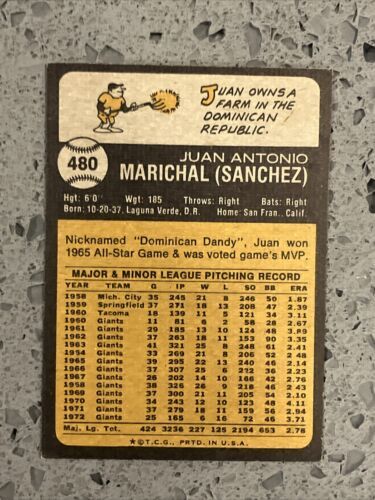 JUAN OWNS A
FARM IN THE
DOMINICAN
REPUBLIC.
480
JUAN ANTONIO
MARICHAL (SANCHEZ)
Hgt: 6'0" Wgt: 185 Throws: Right Bats: Right
Born: 10-20-37, Laguna Verde, D.R. Home: San Fran., Calif.
Nicknamed "Dominican Dandy", Juan won
1965 All-Star Game & was voted game's MVP.
MAJOR & MINOR LEAGUE PITCHING RECORD
YEAR TEAM G IP W L SO BB ERA
1958 Mich. City 35 245 21 8 246 50 1.87
1959 Springfield 37 271 18 13 208 47 2.39
1960 Tacoma 18 139 11 5 121 34 3.11
1960 Giants 11 81 6 2 58 28 2.67
1961 Giants 29 185 13 10 124 48 3.89
1962 Giants 37 263 18 11 153 90 3.35
1963 Giants 41 321 25 8 248 61 2.41
1964 Giants 33 269 21 8 206 52 2.48
1965 Giants 39 295 22 13 240 46 2.14
1966 Giants 37 307 25 6 222 36 2.23
1967 Giants 26 202 14 10 166 42 2.76
1968 Giants 38 326 26 9 218 46 2.43
1969 Giants 37 300 21 11 205 54 2.10
1970 Giants 34 243 12 10 123 48 4.11
1971 Giants 37 279 18 11 159 56 2.94
1972 Giants 25 165 6 16 72 46 3.71
Maj. Lg. Tot. 424 3236 227 125 2194 653 2.78
★©T.C.G., PRTD. IN U.S.A.